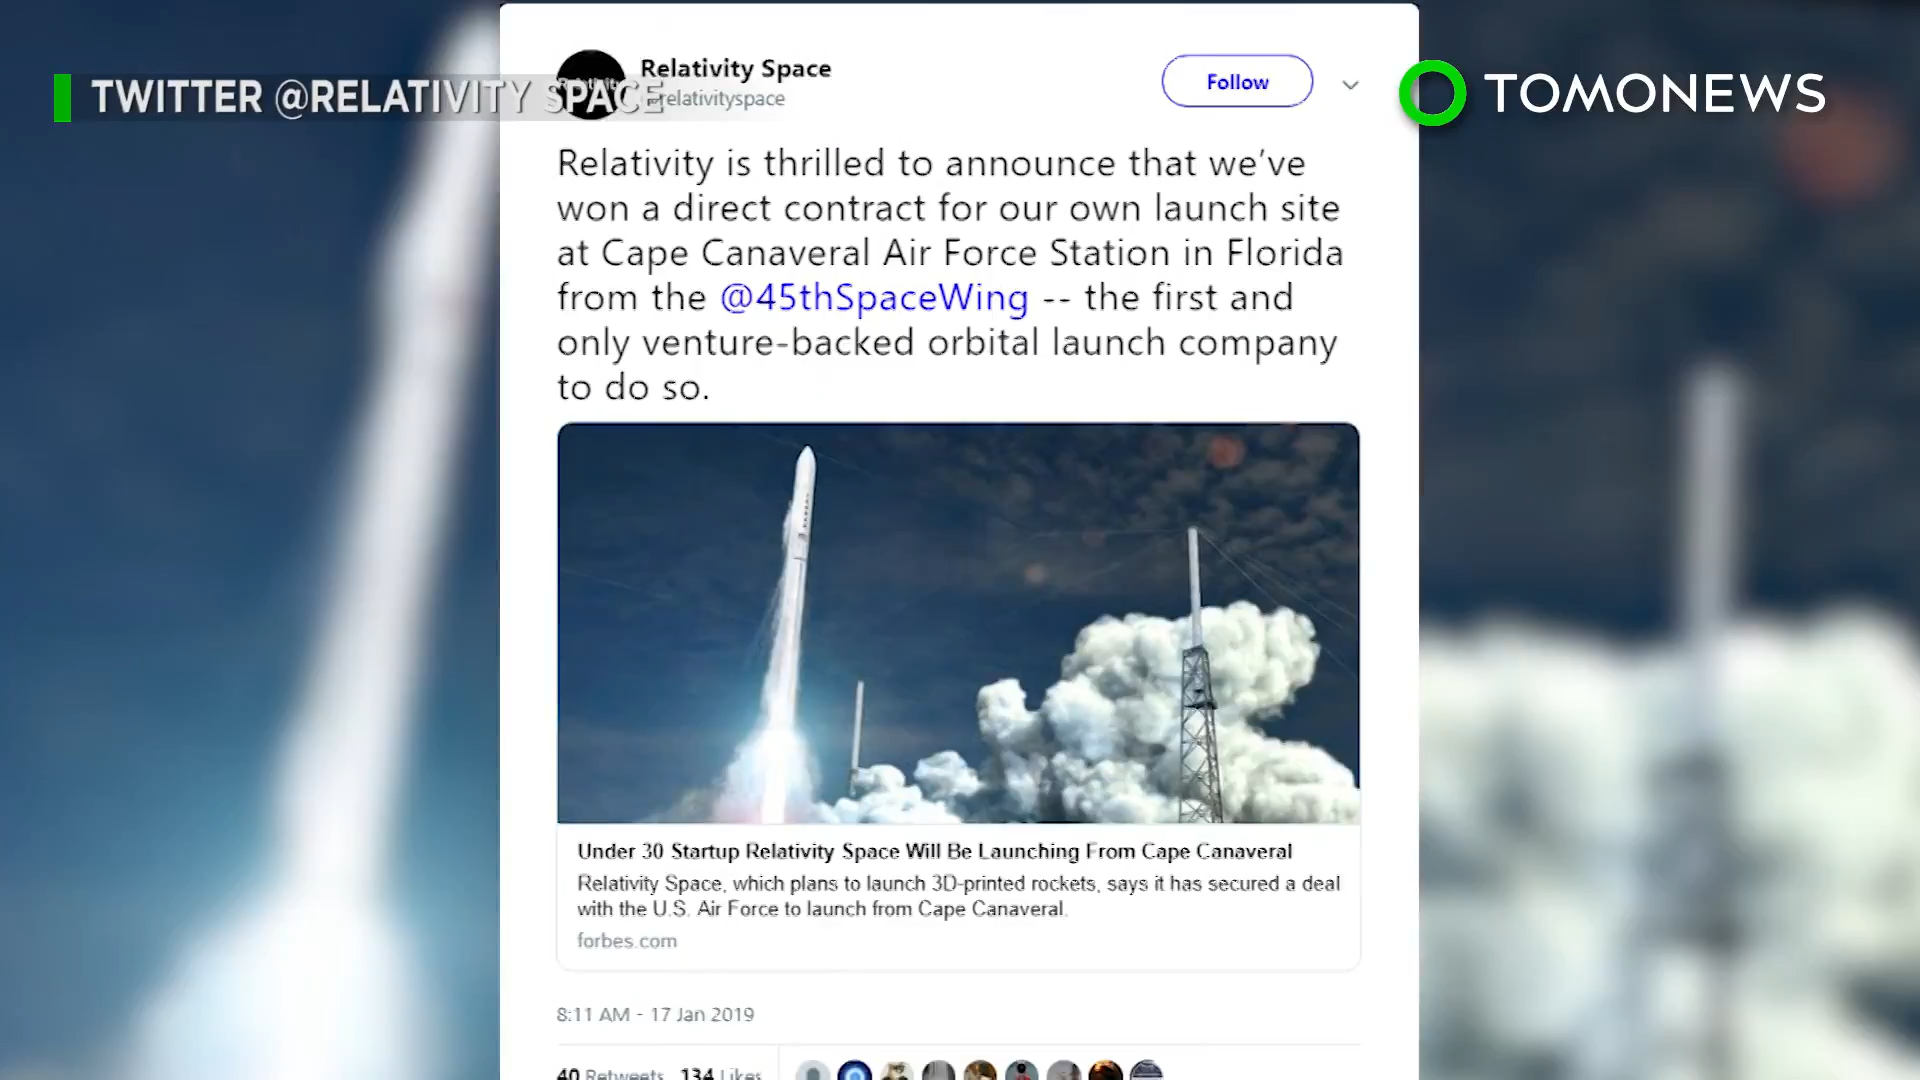 Relativity Space
@relativityspace
Follow
TWITTER @RELATIVITY SPACE
TOMONEWS
Relativity is thrilled to announce that we've
won a direct contract for our own launch site
at Cape Canaveral Air Force Station in Florida
from the @45thSpaceWing -- the first and
only venture-backed orbital launch company
to do so.
Under 30 Startup Relativity Space Will Be Launching From Cape Canaveral
Relativity Space, which plans to launch 3D-printed rockets, says it has secured a deal
with the U.S. Air Force to launch from Cape Canaveral.
forbes.com
8:11 AM - 17 Jan 2019
40 Retweets 134 Likes